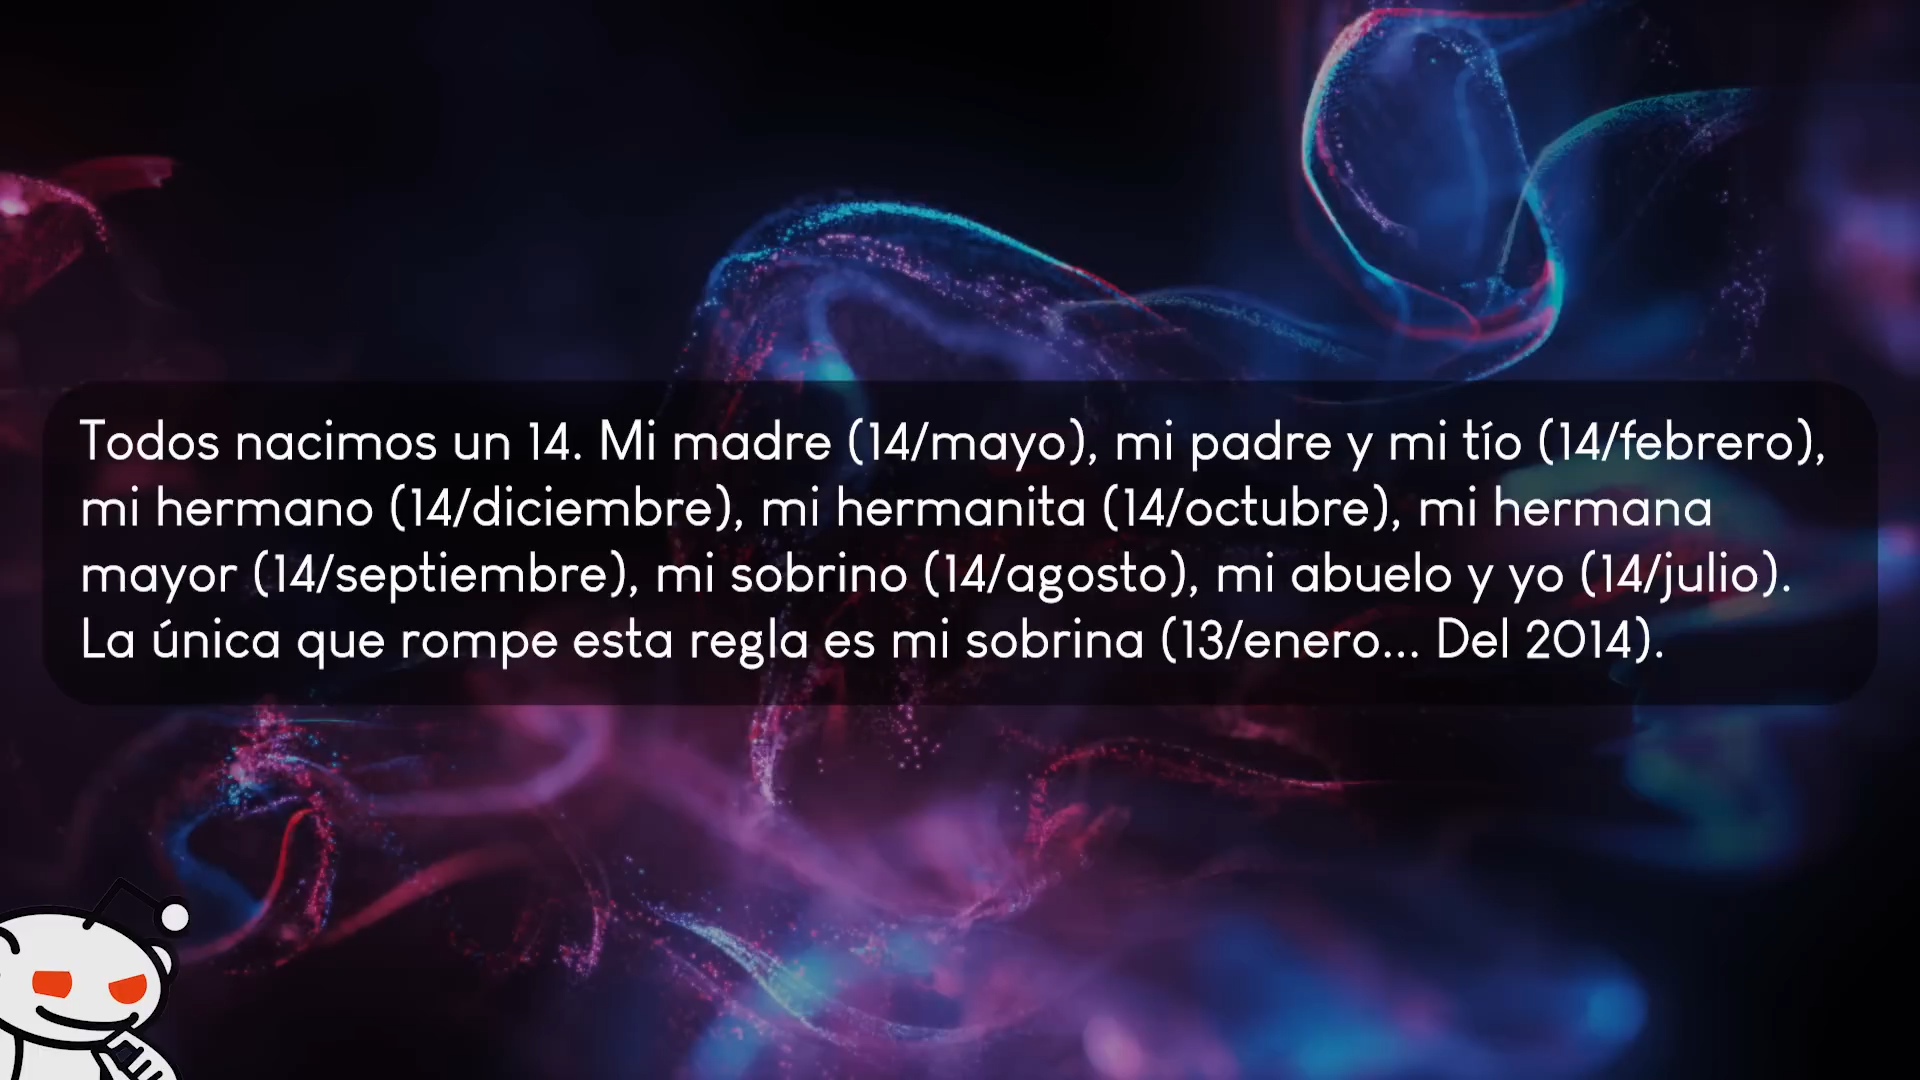 Todos nacimos un 14. Mi madre (14/mayo), mi padre y mi tío (14/febrero),
mi hermano (14/diciembre), mi hermanita (14/octubre), mi hermana
mayor (14/septiembre), mi sobrino (14/agosto), mi abuelo y yo (14/julio).
La única que rompe esta regla es mi sobrina (13/enero... Del 2014).